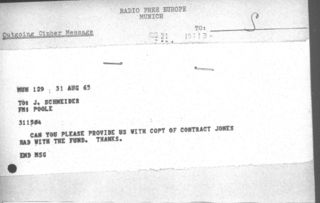 RADIO FREE EUROPE
MUNICH
TO: S
Outgoing Cipher Message
MUN 129 31 AUG 65
TO: J. SCHNEIDER
FM: POOLE
CAN YOU PLEASE PROVIDE US WITH COPY OF CONTRACT JONES
HAD WITH THE FUND. THANKS.
END MSG